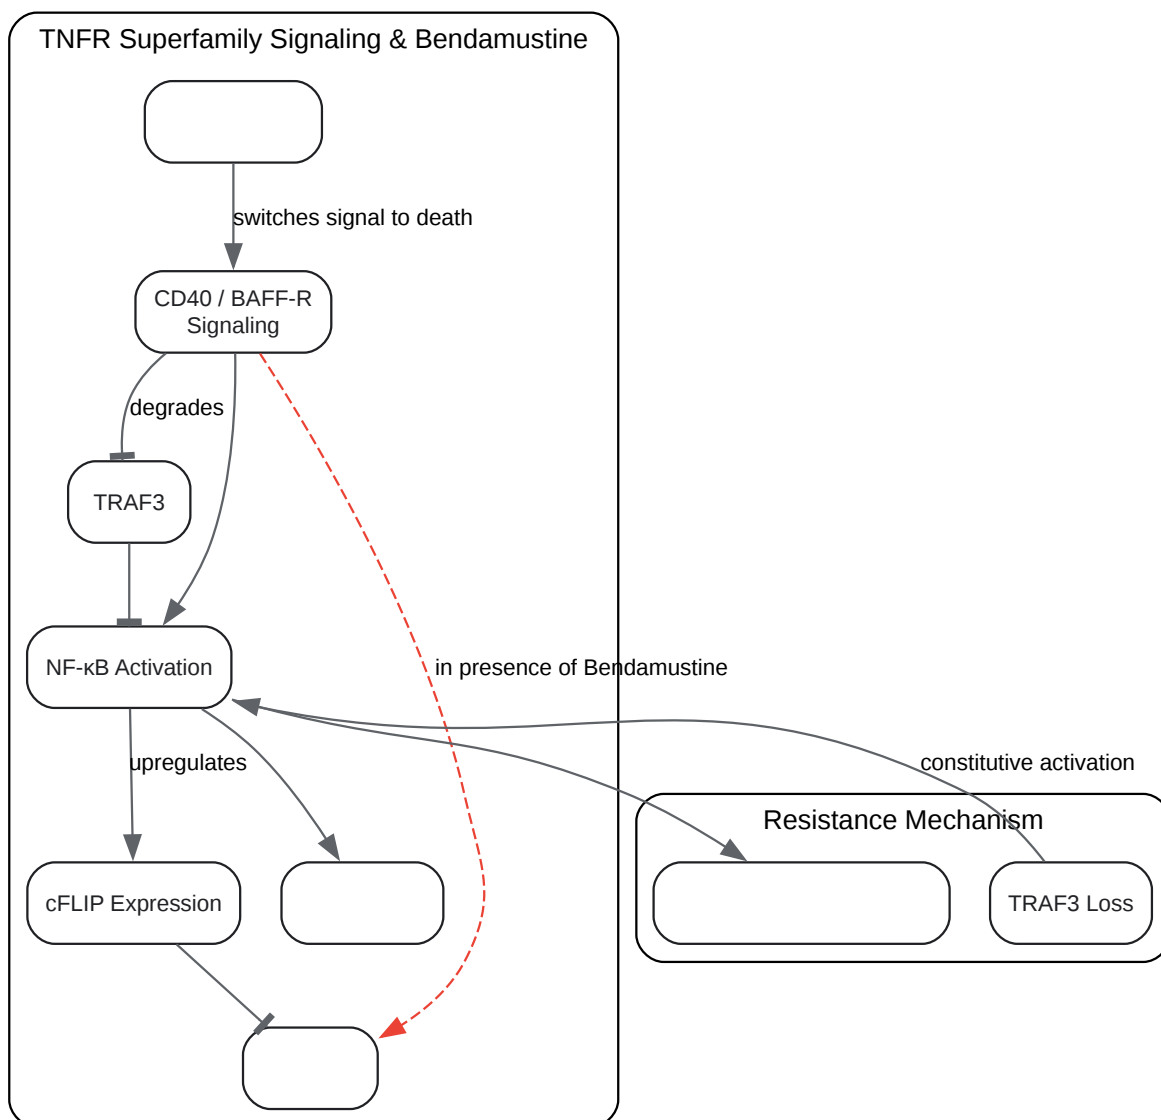 TNFR Superfamily Signaling & Bendamustine
switches signal to death
CD40 / BAFF-R
Signaling
degrades
TRAF3
NF-κB Activation
in presence of Bendamustine
upregulates
constitutive activation
Resistance Mechanism
cFLIP Expression
TRAF3 Loss